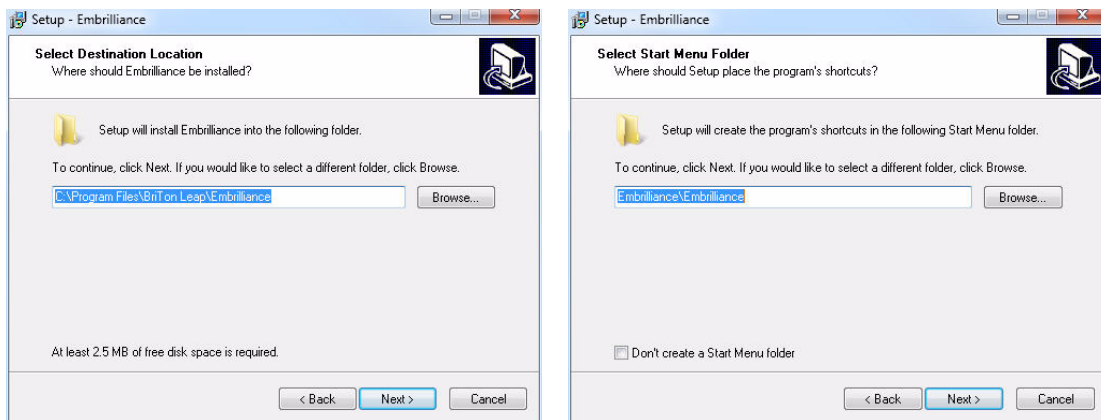 Setup - Embrilliance
Select Destination Location
Where should Embrilliance be installed?
Setup will install Embrilliance into the following folder.
To continue, click Next. If you would like to select a different folder, click Browse.
C:\Program Files\BriTon Leap\Embrilliance
Browse...
At least 2.5 MB of free disk space is required.
< Back
Next >
Cancel
Setup - Embrilliance
Select Start Menu Folder
Where should Setup place the program's shortcuts?
Setup will create the program's shortcuts in the following Start Menu folder.
To continue, click Next. If you would like to select a different folder, click Browse.
Embrilliance\Embrilliance
Browse...
Don't create a Start Menu folder
< Back
Next >
Cancel